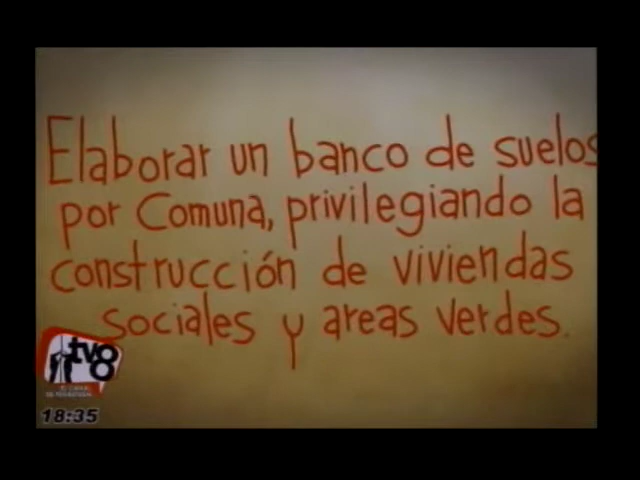 Elaborar un banco de suelos
por Comuna, privilegiando la
construcción de viviendas
sociales y areas verdes.
tv8
18:35